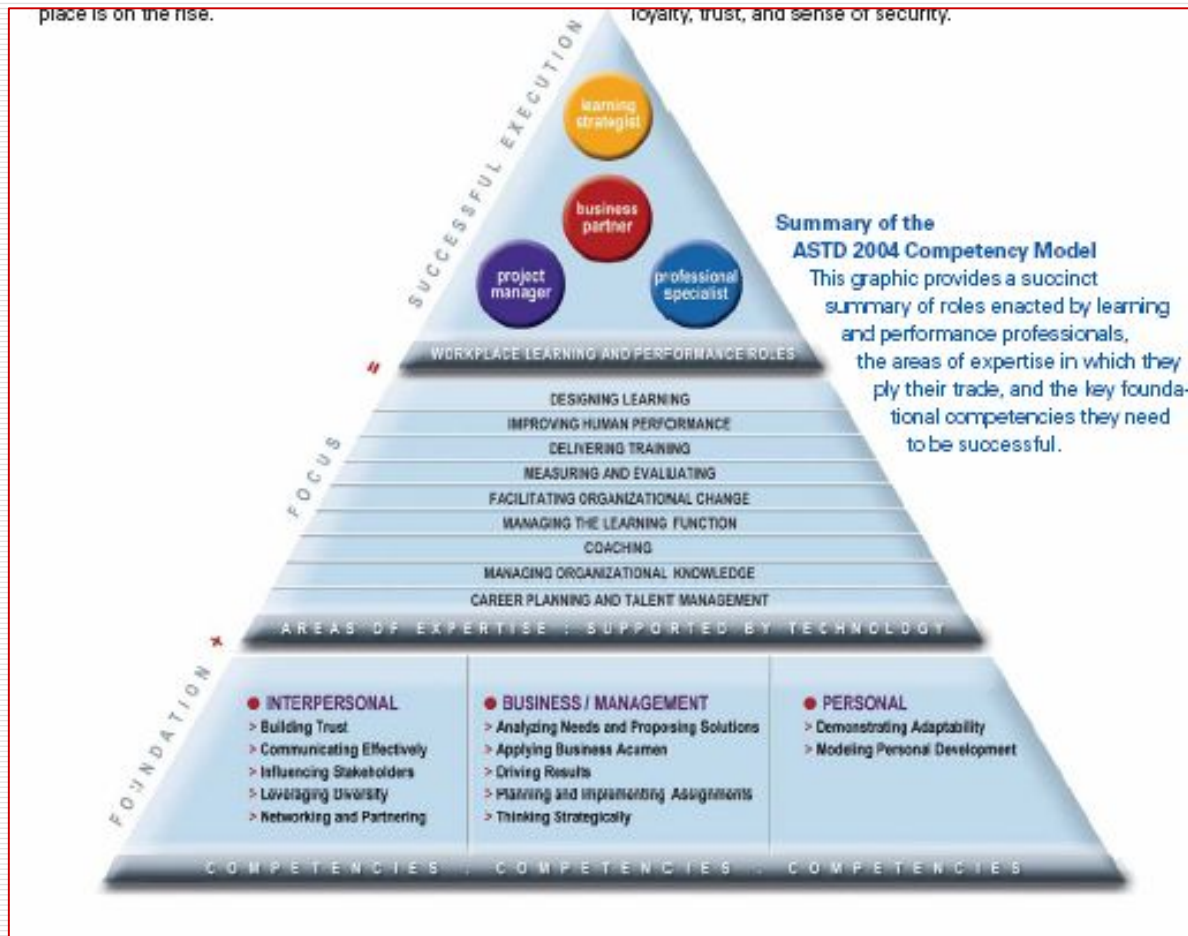 place is on the rise.
loyalty, trust, and sense of security.
SUCCESSFUL EXECUTION
learning
strategist
business
partner
project
manager
professional
specialist
WORKPLACE LEARNING AND PERFORMANCE ROLES
Summary of the
ASTD 2004 Competency Model
This graphic provides a succinct
summary of roles enacted by learning
and performance professionals,
the areas of expertise in which they
ply their trade, and the key founda-
tional competencies they need
to be successful.
=
FOCUS
DESIGNING LEARNING
IMPROVING HUMAN PERFORMANCE
DELIVERING TRAINING
MEASURING AND EVALUATING
FACILITATING ORGANIZATIONAL CHANGE
MANAGING THE LEARNING FUNCTION
COACHING
MANAGING ORGANIZATIONAL KNOWLEDGE
CAREER PLANNING AND TALENT MANAGEMENT
AREAS OF EXPERTISE : SUPPORTED BY TECHNOLOGY
+
FOUNDATION
● INTERPERSONAL
> Building Trust
> Communicating Effectively
> Influencing Stakeholders
> Leveraging Diversity
> Networking and Partnering
● BUSINESS / MANAGEMENT
> Analyzing Needs and Proposing Solutions
> Applying Business Acumen
> Driving Results
> Planning and Implementing Assignments
> Thinking Strategically
● PERSONAL
> Demonstrating Adaptability
> Modeling Personal Development
COMPETENCIES : COMPETENCIES : COMPETENCIES